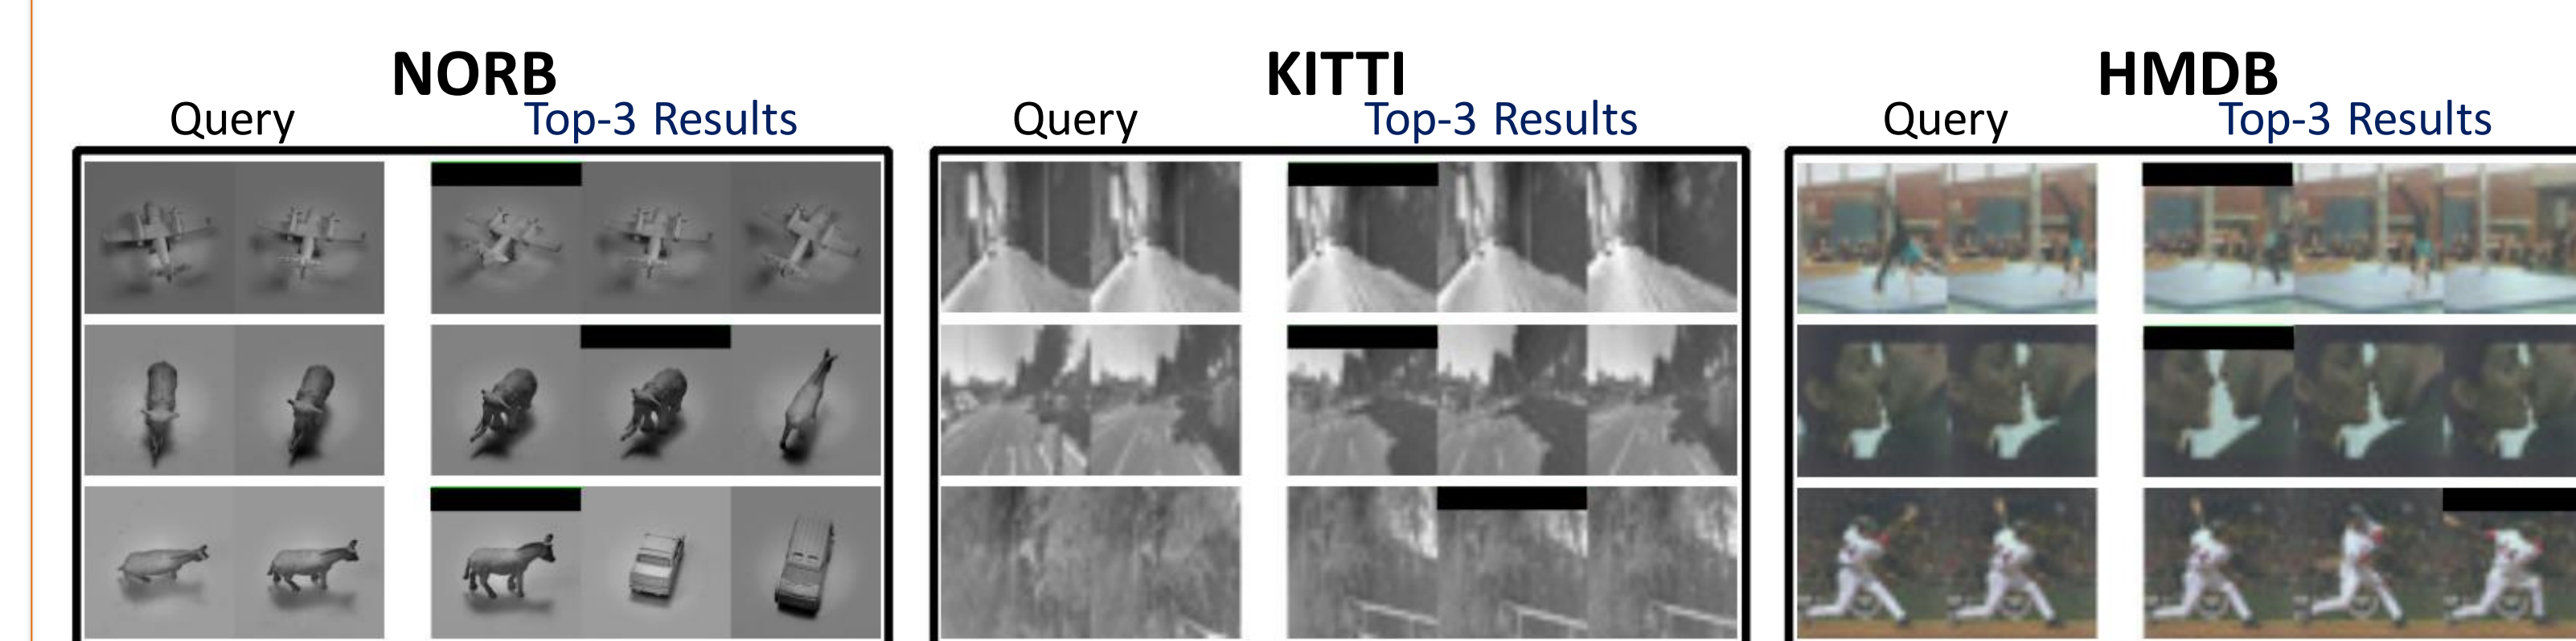 NORB
Query Top-3 Results
KITTI
Query Top-3 Results
HMDB
Query Top-3 Results